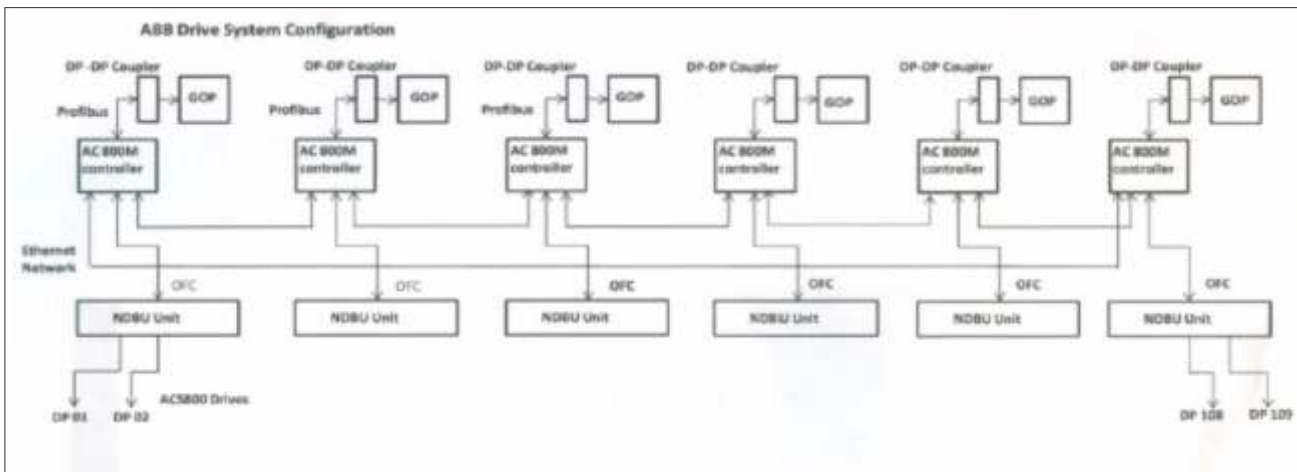 ABB Drive System Configuration
DP -DP Coupler
DP-DP Coupler
DP-DP Coupler
DP-DP Coupler
DP-DP Coupler
DP-DP Coupler
GOP
GOP
GOP
GOP
GOP
GOP
Profibus
Profibus
Profibus
AC 800M
controller
AC 800M
controller
AC 800M
controller
AC 800M
controller
AC 800M
controller
AC 800M
controller
Ethernet
Network
OFC
OFC
OFC
OFC
OFC
OFC
NDBU Unit
NDBU Unit
NDBU Unit
NDBU Unit
NDBU Unit
NDBU Unit
ACS800 Drives
DP 01
DP 02
DP 108
DP 109